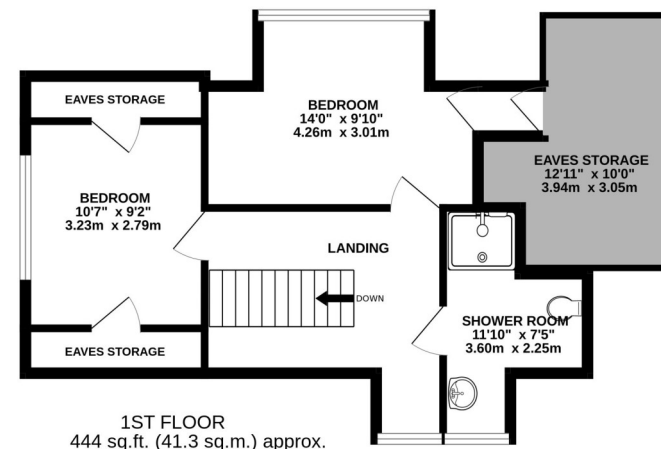 EAVES STORAGE
BEDROOM
14'0" x 9'10"
4.26m x 3.01m
EAVES STORAGE
12'11" x 10'0"
3.94m x 3.05m
BEDROOM
10'7" x 9'2"
3.23m x 2.79m
LANDING
DOWN
SHOWER ROOM
11'10" x 7'5"
3.60m x 2.25m
EAVES STORAGE
1ST FLOOR
444 sq.ft. (41.3 sq.m.) approx.